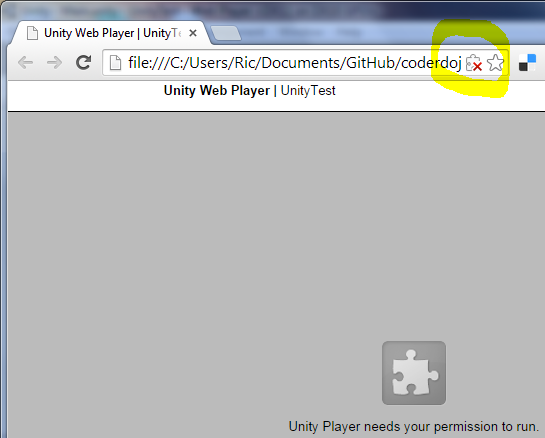 Unity Web Player | UnityTe
file:///C:/Users/Ric/Documents/GitHub/coderdoj
Unity Web Player | UnityTest
Unity Player needs your permission to run.